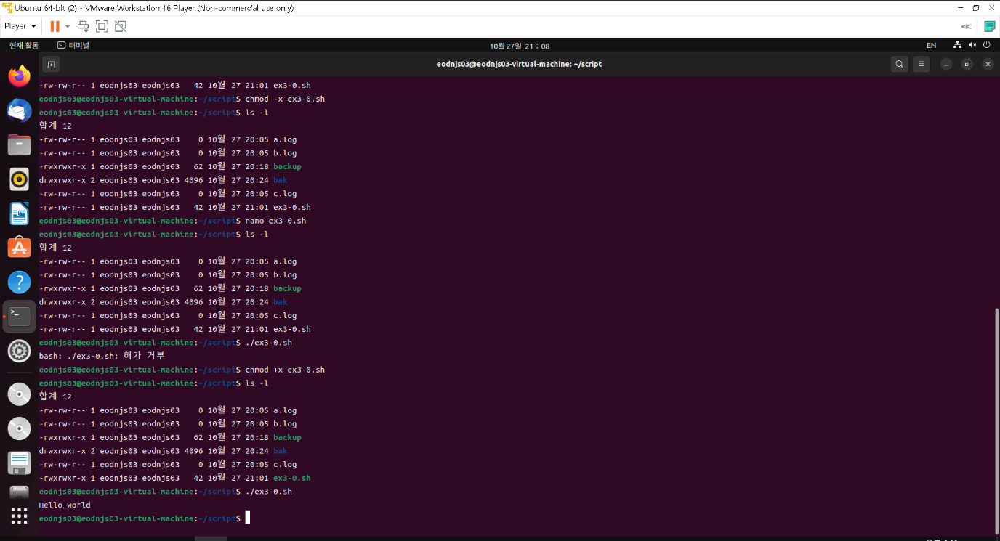 Ubuntu 64-bit (2) - VMware Workstation 16 Player (Non-commercial use only)
Player
현재 활동 터미널 10월 27일 21 : 08 EN
eodnjs03@eodnjs03-virtual-machine: ~/script
-rw-rw-r-- 1 eodnjs03 eodnjs03   42 10월  27 21:01 ex3-0.sh
eodnjs03@eodnjs03-virtual-machine:~/script$ chmod -x ex3-0.sh
eodnjs03@eodnjs03-virtual-machine:~/script$ ls -l
합계 12
-rw-rw-r-- 1 eodnjs03 eodnjs03    0 10월  27 20:05 a.log
-rw-rw-r-- 1 eodnjs03 eodnjs03    0 10월  27 20:05 b.log
-rwxrwxr-x 1 eodnjs03 eodnjs03   62 10월  27 20:18 backup
drwxrwxr-x 2 eodnjs03 eodnjs03 4096 10월  27 20:24 bak
-rw-rw-r-- 1 eodnjs03 eodnjs03    0 10월  27 20:05 c.log
-rw-rw-r-- 1 eodnjs03 eodnjs03   42 10월  27 21:01 ex3-0.sh
eodnjs03@eodnjs03-virtual-machine:~/script$ nano ex3-0.sh
eodnjs03@eodnjs03-virtual-machine:~/script$ ls -l
합계 12
-rw-rw-r-- 1 eodnjs03 eodnjs03    0 10월  27 20:05 a.log
-rw-rw-r-- 1 eodnjs03 eodnjs03    0 10월  27 20:05 b.log
-rwxrwxr-x 1 eodnjs03 eodnjs03   62 10월  27 20:18 backup
drwxrwxr-x 2 eodnjs03 eodnjs03 4096 10월  27 20:24 bak
-rw-rw-r-- 1 eodnjs03 eodnjs03    0 10월  27 20:05 c.log
-rw-rw-r-- 1 eodnjs03 eodnjs03   42 10월  27 21:01 ex3-0.sh
eodnjs03@eodnjs03-virtual-machine:~/script$ ./ex3-0.sh
bash: ./ex3-0.sh: 허가 거부
eodnjs03@eodnjs03-virtual-machine:~/script$ chmod +x ex3-0.sh
eodnjs03@eodnjs03-virtual-machine:~/script$ ls -l
합계 12
-rw-rw-r-- 1 eodnjs03 eodnjs03    0 10월  27 20:05 a.log
-rw-rw-r-- 1 eodnjs03 eodnjs03    0 10월  27 20:05 b.log
-rwxrwxr-x 1 eodnjs03 eodnjs03   62 10월  27 20:18 backup
drwxrwxr-x 2 eodnjs03 eodnjs03 4096 10월  27 20:24 bak
-rw-rw-r-- 1 eodnjs03 eodnjs03    0 10월  27 20:05 c.log
-rwxrwxr-x 1 eodnjs03 eodnjs03   42 10월  27 21:01 ex3-0.sh
eodnjs03@eodnjs03-virtual-machine:~/script$ ./ex3-0.sh
Hello world
eodnjs03@eodnjs03-virtual-machine:~/script$